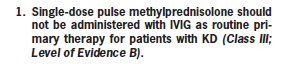 1. Single-dose pulse methylprednisolone should
not be administered with IVIG as routine pri-
mary therapy for patients with KD (Class III;
Level of Evidence B).